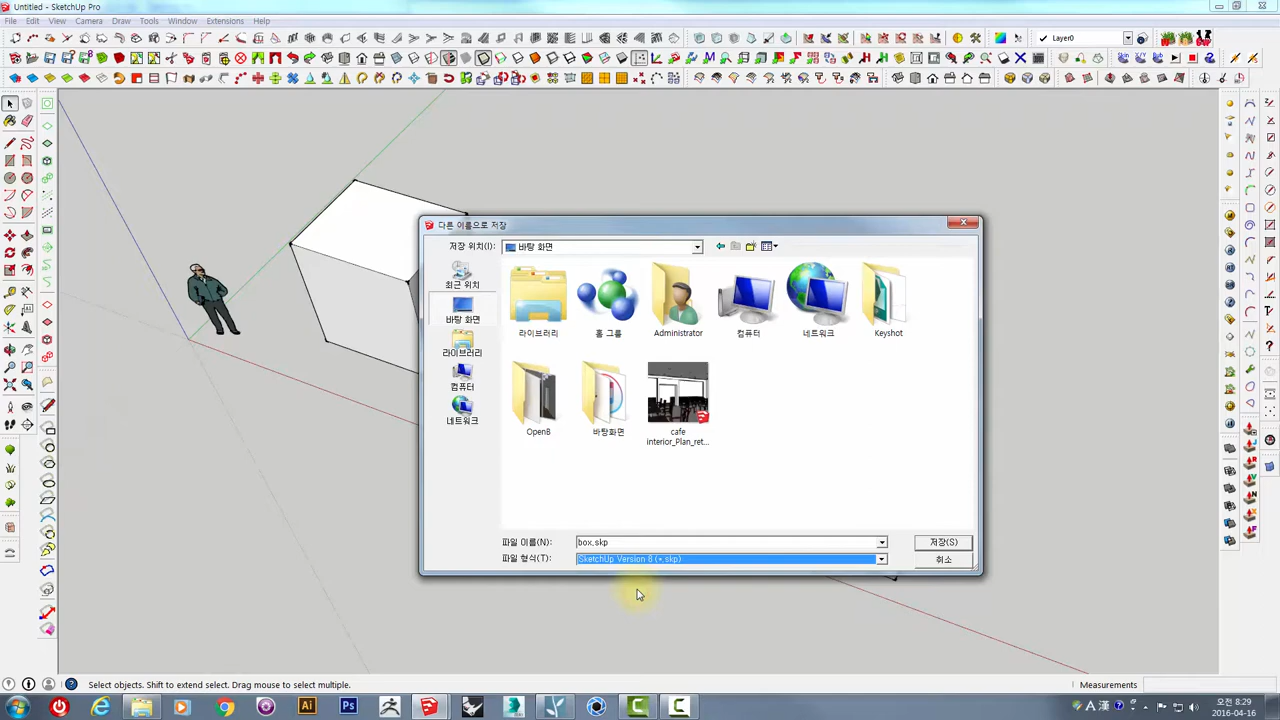 Untitled - SketchUp Pro
File Edit View Camera Draw Tools Window Extensions Help
Layer0
다른 이름으로 저장
저장 위치(I): 바탕 화면
최근 위치
바탕 화면
라이브러리
컴퓨터
네트워크
라이브러리
홈 그룹
Administrator
컴퓨터
네트워크
Keyshot
OpenB
바탕화면
cafe
interior_Plan_ret...
파일 이름(N): box.skp
저장(S)
파일 형식(T): SketchUp Version 8 (*.skp)
취소
Select objects. Shift to extend select. Drag mouse to select multiple.
Measurements
Ai
Ps
A 漢
오전 8:29
2016-04-16